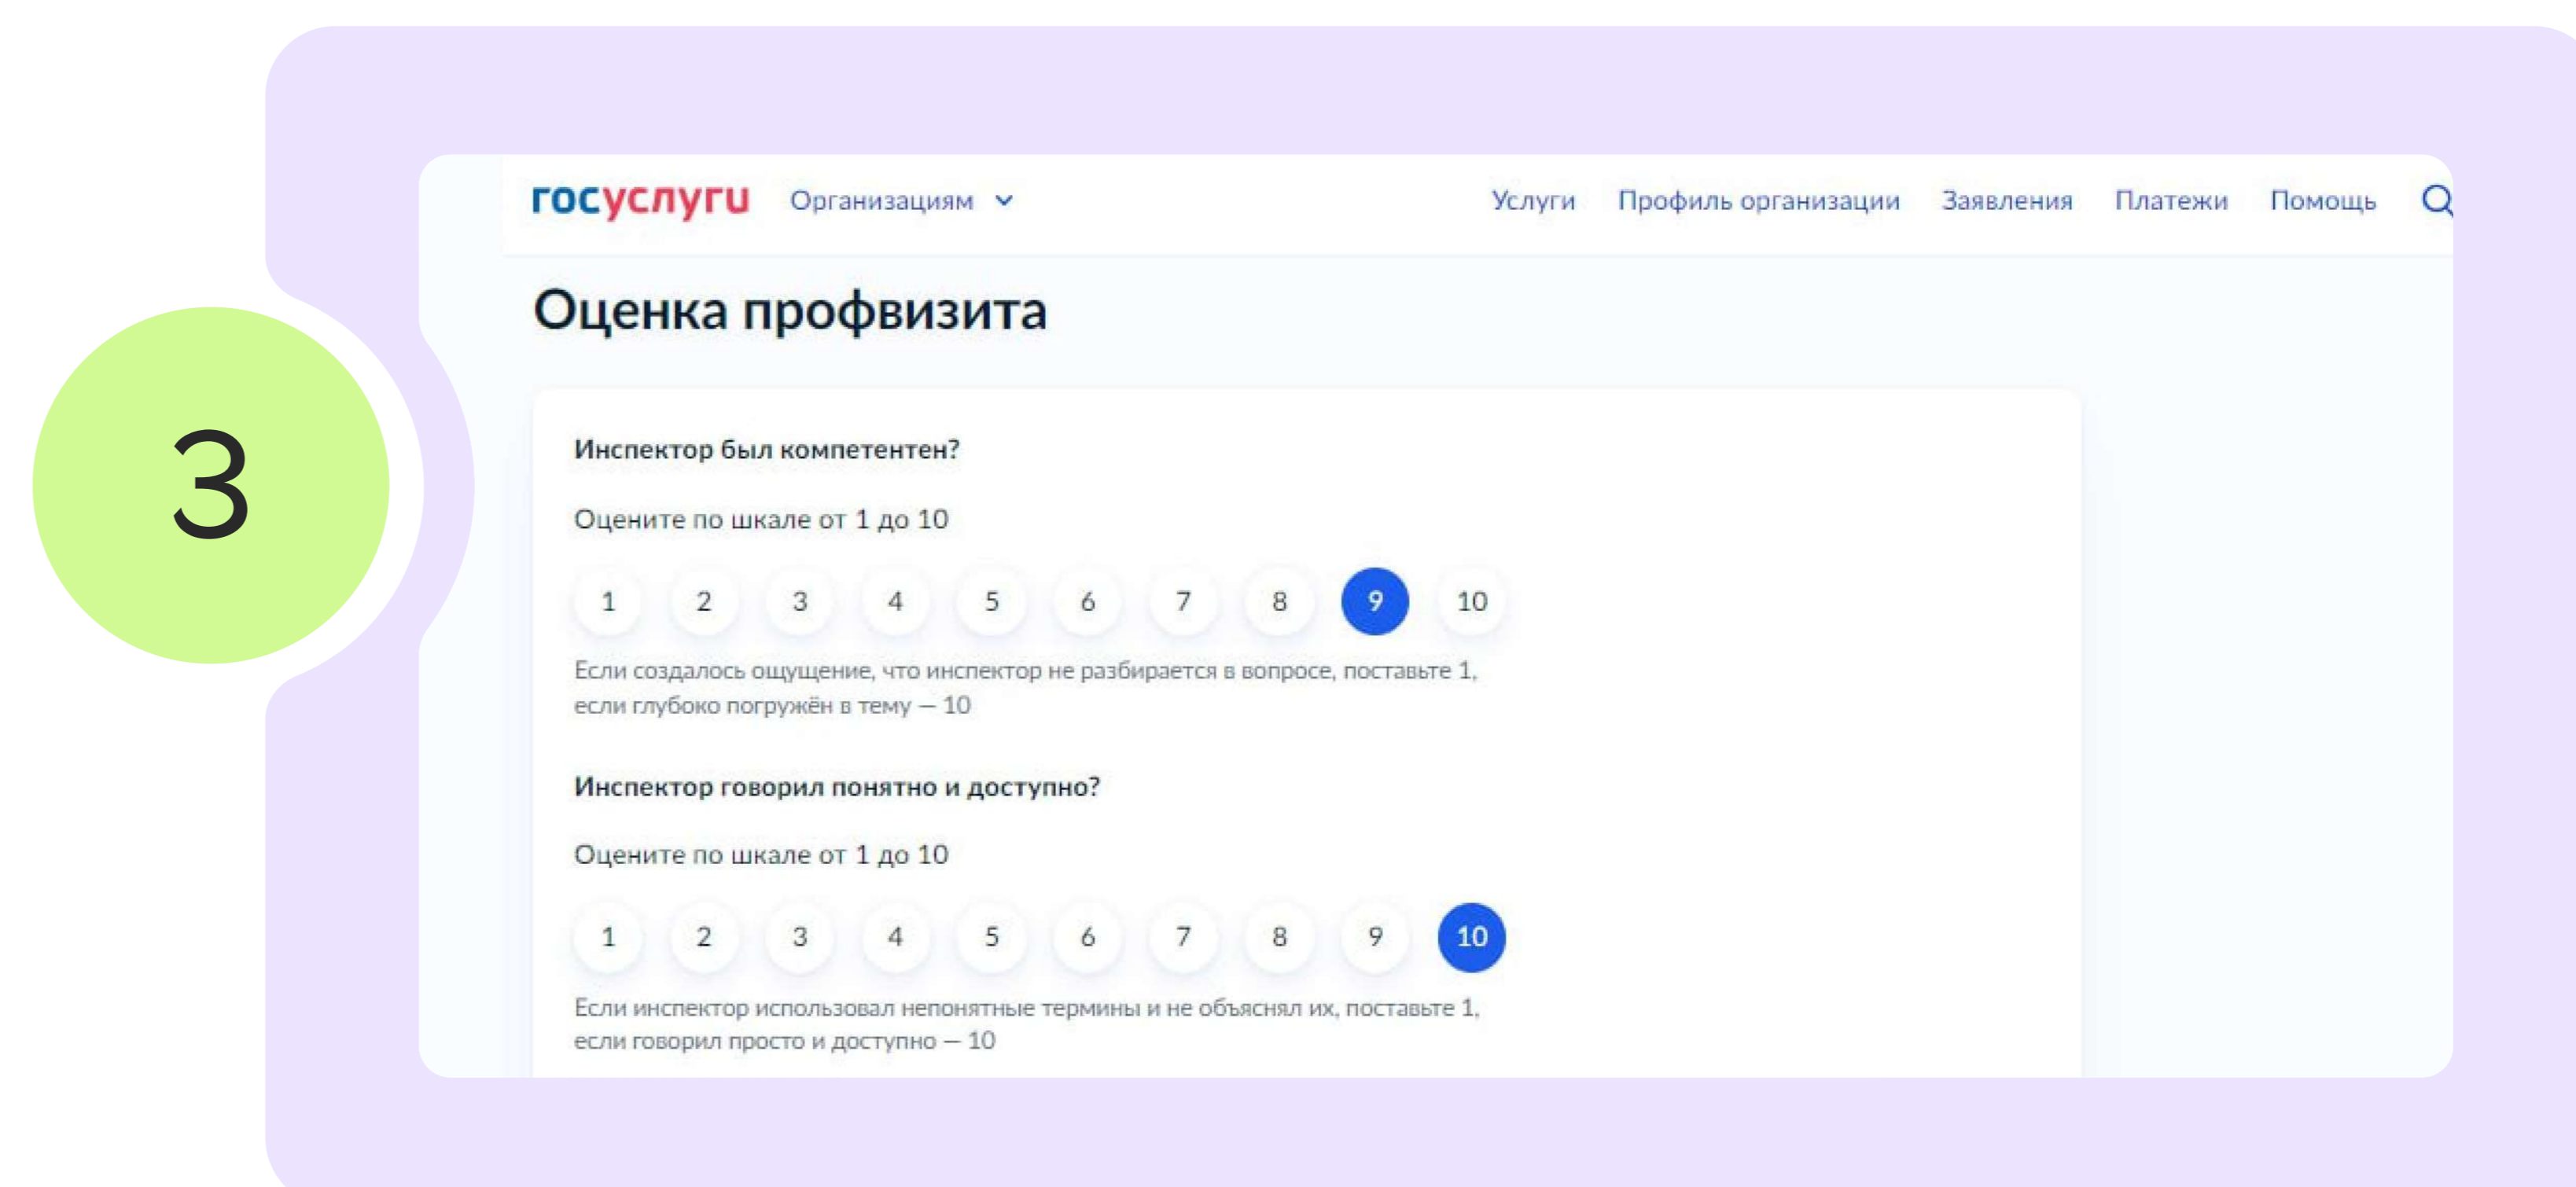 госуслуги Организациям Услуги Профиль организации Заявления Платежи Помощь
Оценка профвизита
3
Инспектор был компетентен?
Оцените по шкале от 1 до 10
1 2 3 4 5 6 7 8 9 10
Если создалось ощущение, что инспектор не разбирается в вопросе, поставьте 1,
если глубоко погружён в тему — 10
Инспектор говорил понятно и доступно?
Оцените по шкале от 1 до 10
1 2 3 4 5 6 7 8 9 10
Если инспектор использовал непонятные термины и не объяснял их, поставьте 1,
если говорил просто и доступно — 10